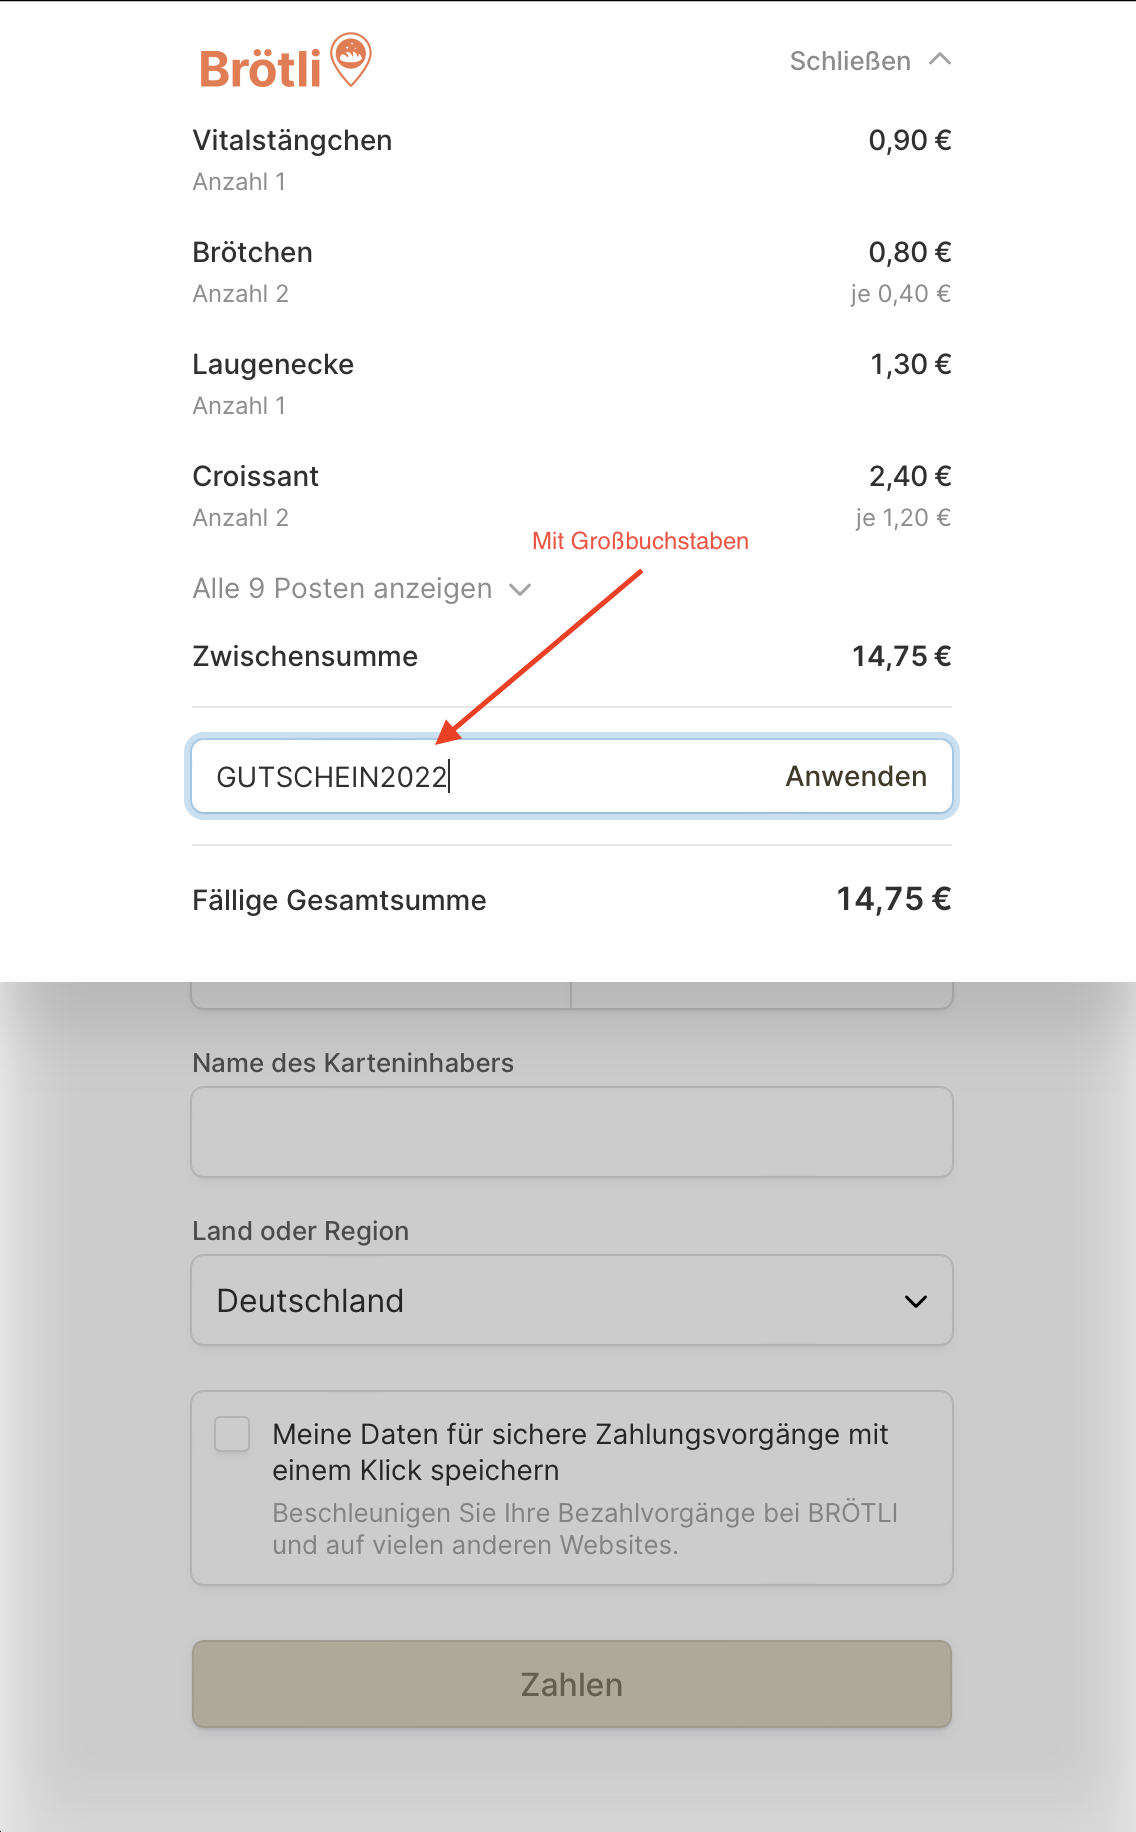 Brötli
Schließen
Vitalstängchen 0,90 €
Anzahl 1
Brötchen 0,80 €
Anzahl 2 je 0,40 €
Laugenecke 1,30 €
Anzahl 1
Croissant 2,40 €
Anzahl 2 je 1,20 €
Mit Großbuchstaben
Alle 9 Posten anzeigen
Zwischensumme 14,75 €
GUTSCHEIN2022 Anwenden
Fällige Gesamtsumme 14,75 €
Name des Karteninhabers
Land oder Region
Deutschland
Meine Daten für sichere Zahlungsvorgänge mit
einem Klick speichern
Beschleunigen Sie Ihre Bezahlvorgänge bei BRÖTLI
und auf vielen anderen Websites.
Zahlen